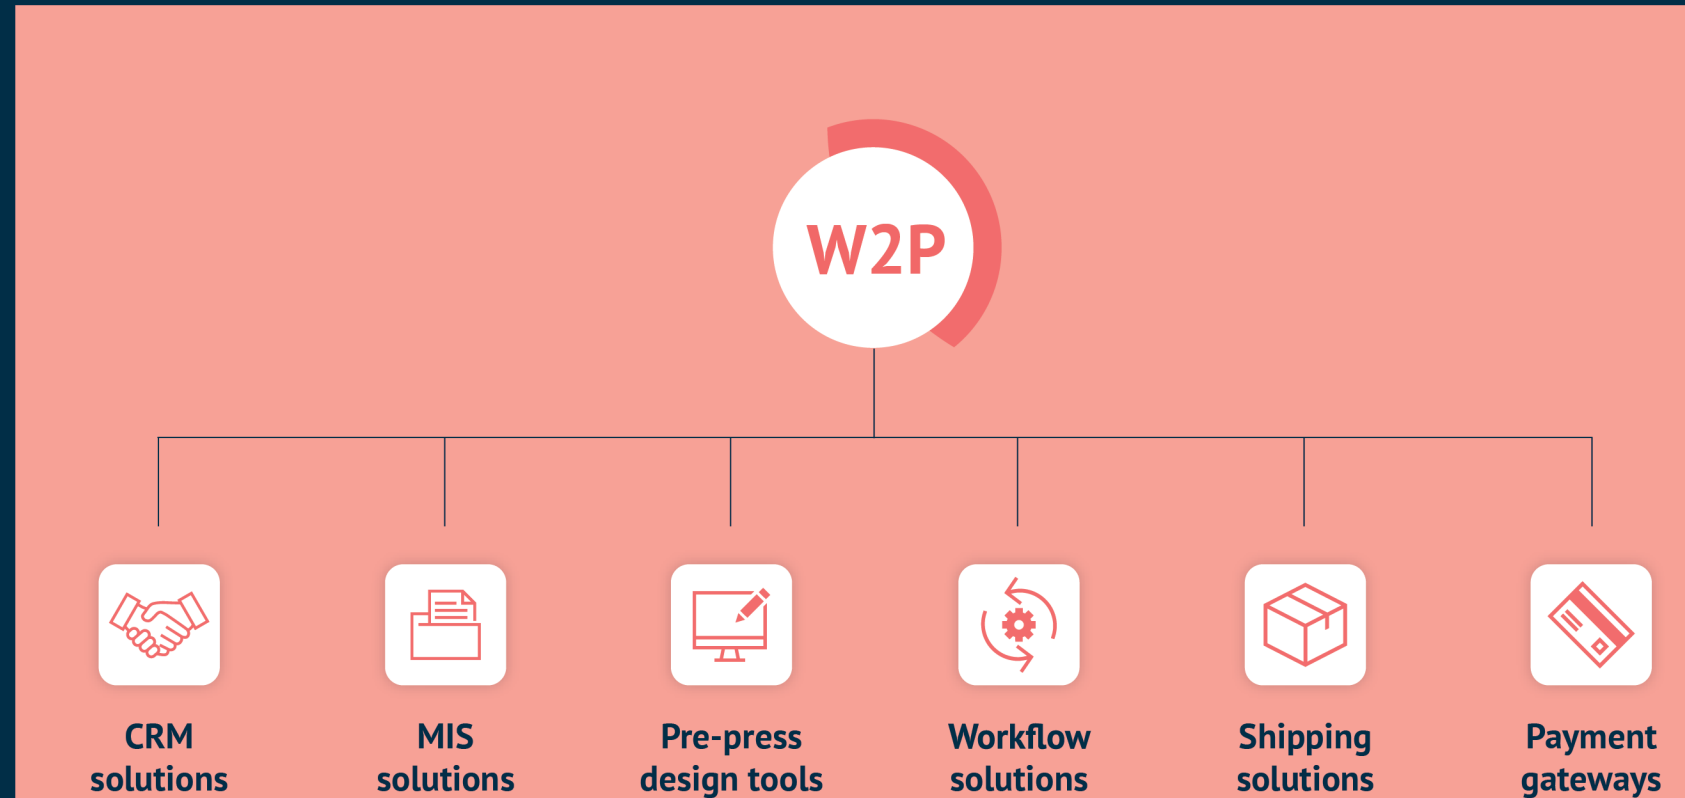 W2P
CRM
solutions
MIS
solutions
Pre-press
design tools
Workflow
solutions
Shipping
solutions
Payment
gateways